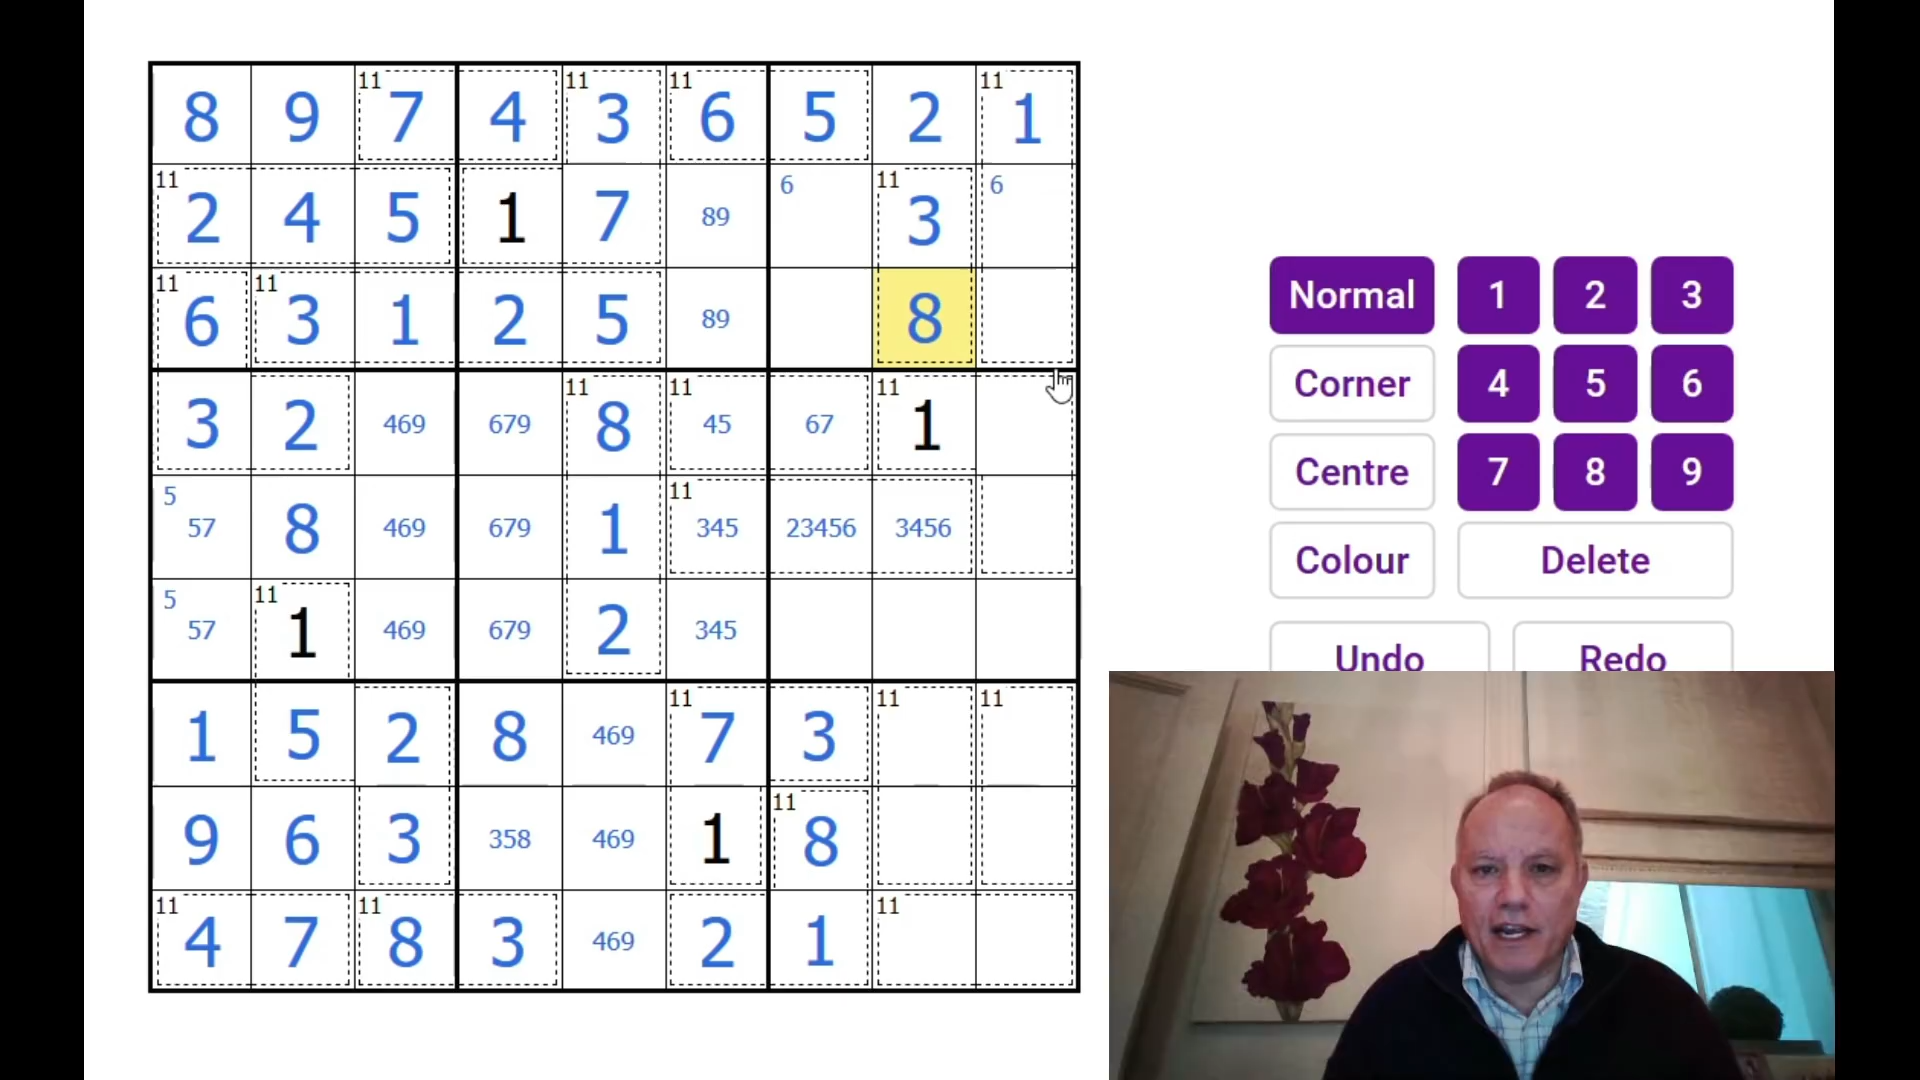 11 11 11 11
8 9 7 4 3 6 5 2 1
11 6 11 6
2 4 5 1 7 89 3
11 11
6 3 1 2 5 89 8
11 11 11
3 2 469 679 8 45 67 1
5 11
57 8 469 679 1 345 23456 3456
5 11
57 1 469 679 2 345
11 11 11
1 5 2 8 469 7 3
11
9 6 3 358 469 1 8
11 11 11
4 7 8 3 469 2 1
Normal 1 2 3
Corner 4 5 6
Centre 7 8 9
Colour Delete
Undo Redo